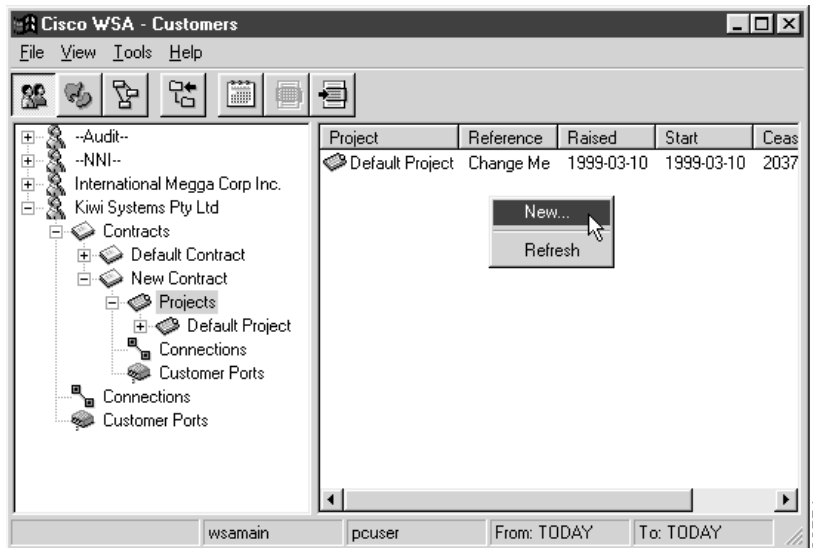 Cisco WSA - Customers
File View Tools Help
Project Reference Raised Start Ceas
Default Project Change Me 1999-03-10 1999-03-10 2037
--Audit--
--NNI--
International Megga Corp Inc.
Kiwi Systems Pty Ltd
Contracts
Default Contract
New Contract
Projects
Default Project
Connections
Customer Ports
Connections
Customer Ports
New...
Refresh
wsamain pcuser From: TODAY To: TODAY